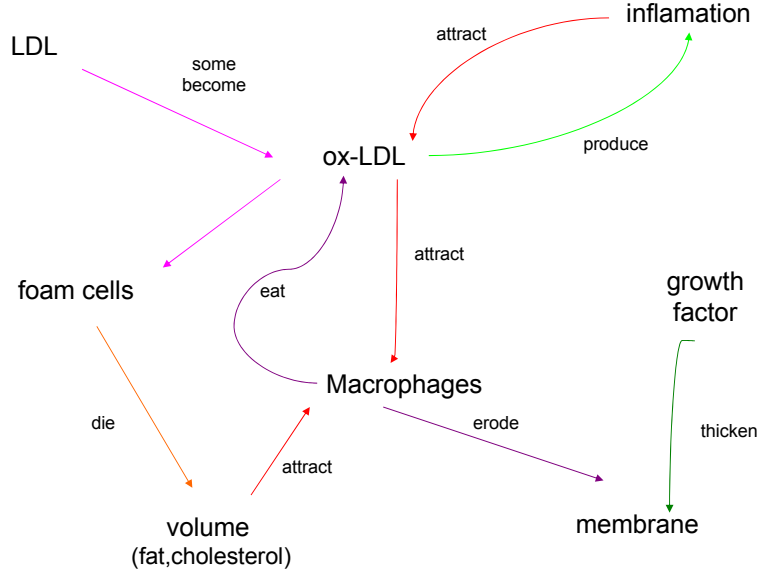 inflamation
attract
LDL
some
become
produce
ox-LDL
attract
foam cells
eat
growth
factor
Macrophages
die
erode
thicken
attract
volume
(fat,cholesterol)
membrane